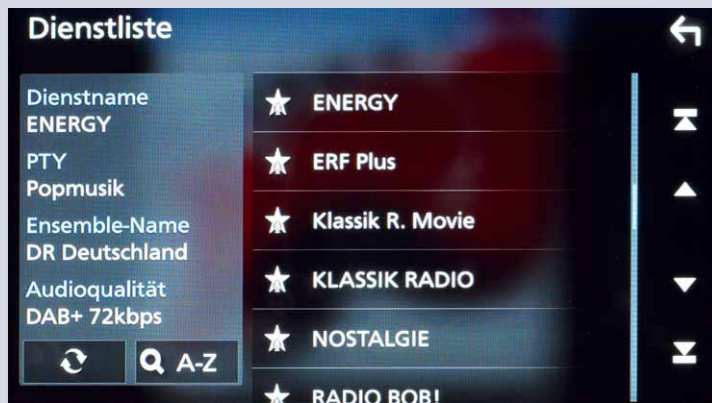 Dienstliste
Dienstname
ENERGY
PTY
Popmusik
Ensemble-Name
DR Deutschland
Audioqualität
DAB+ 72kbps
A-Z
ENERGY
ERF Plus
Klassik R. Movie
KLASSIK RADIO
NOSTALGIE
RADIO BOB!